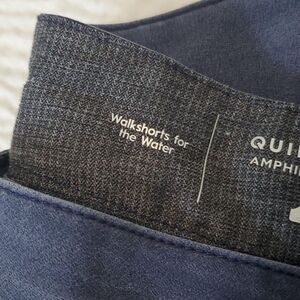 Walkshorts for
the Water
QUI
AMPHI